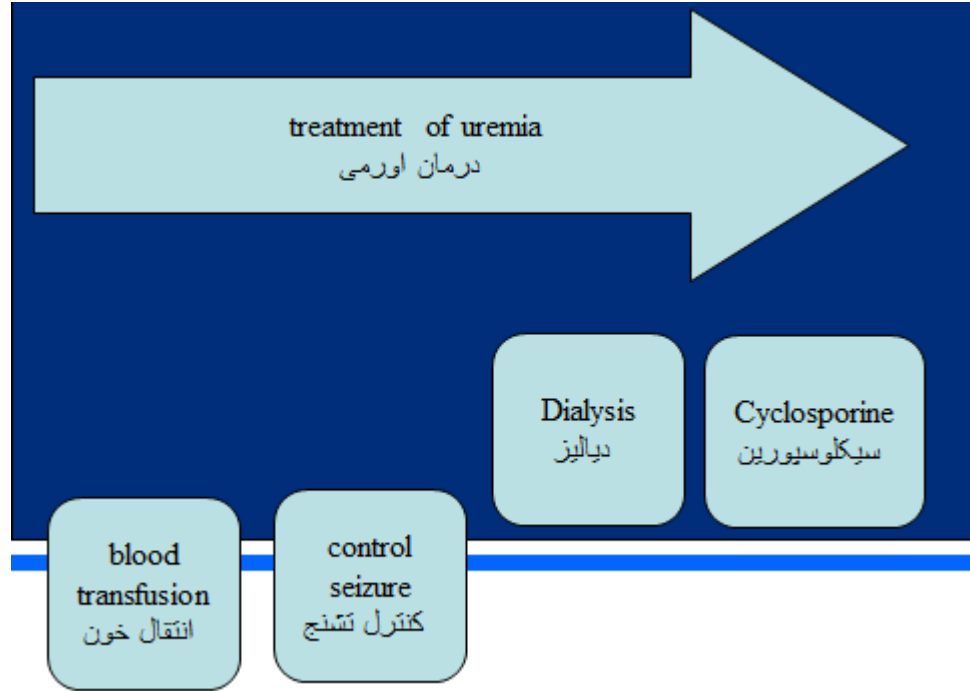 treatment of uremia
درمان اورمی
Dialysis
دیالیز
Cyclosporine
سیکلوسپورین
blood
transfusion
انتقال خون
control
seizure
کنترل تشنج